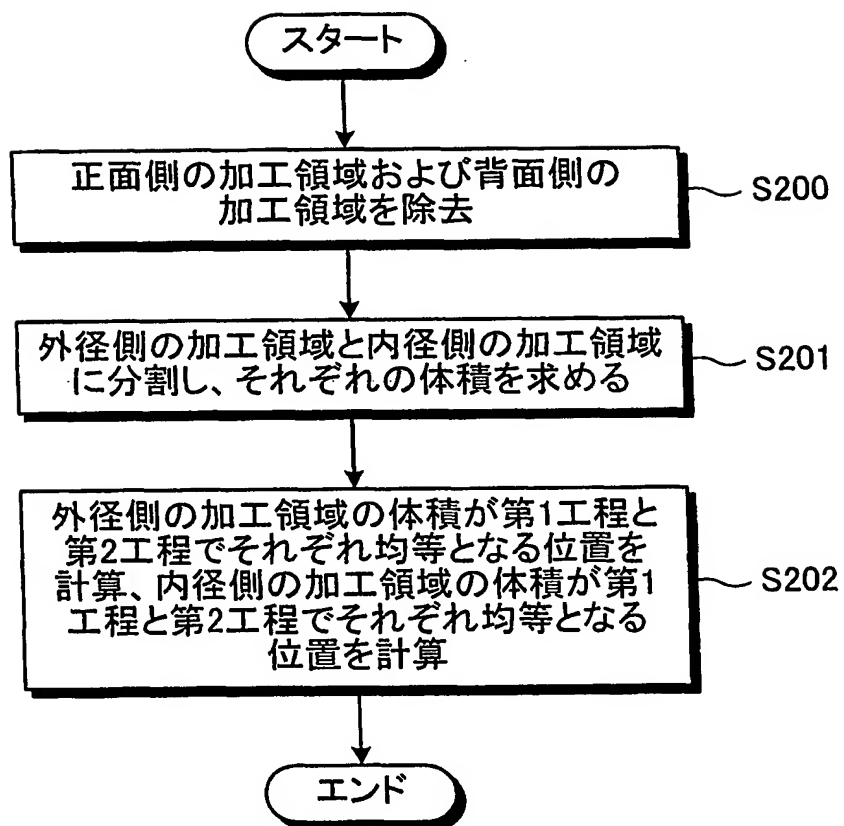 スタート
正面側の加工領域および背面側の
加工領域を除去
S200
外径側の加工領域と内径側の加工領域
に分割し、それぞれの体積を求める
S201
外径側の加工領域の体積が第1工程と
第2工程でそれぞれ均等となる位置を
計算、内径側の加工領域の体積が第1
工程と第2工程でそれぞれ均等となる
位置を計算
S202
エンド